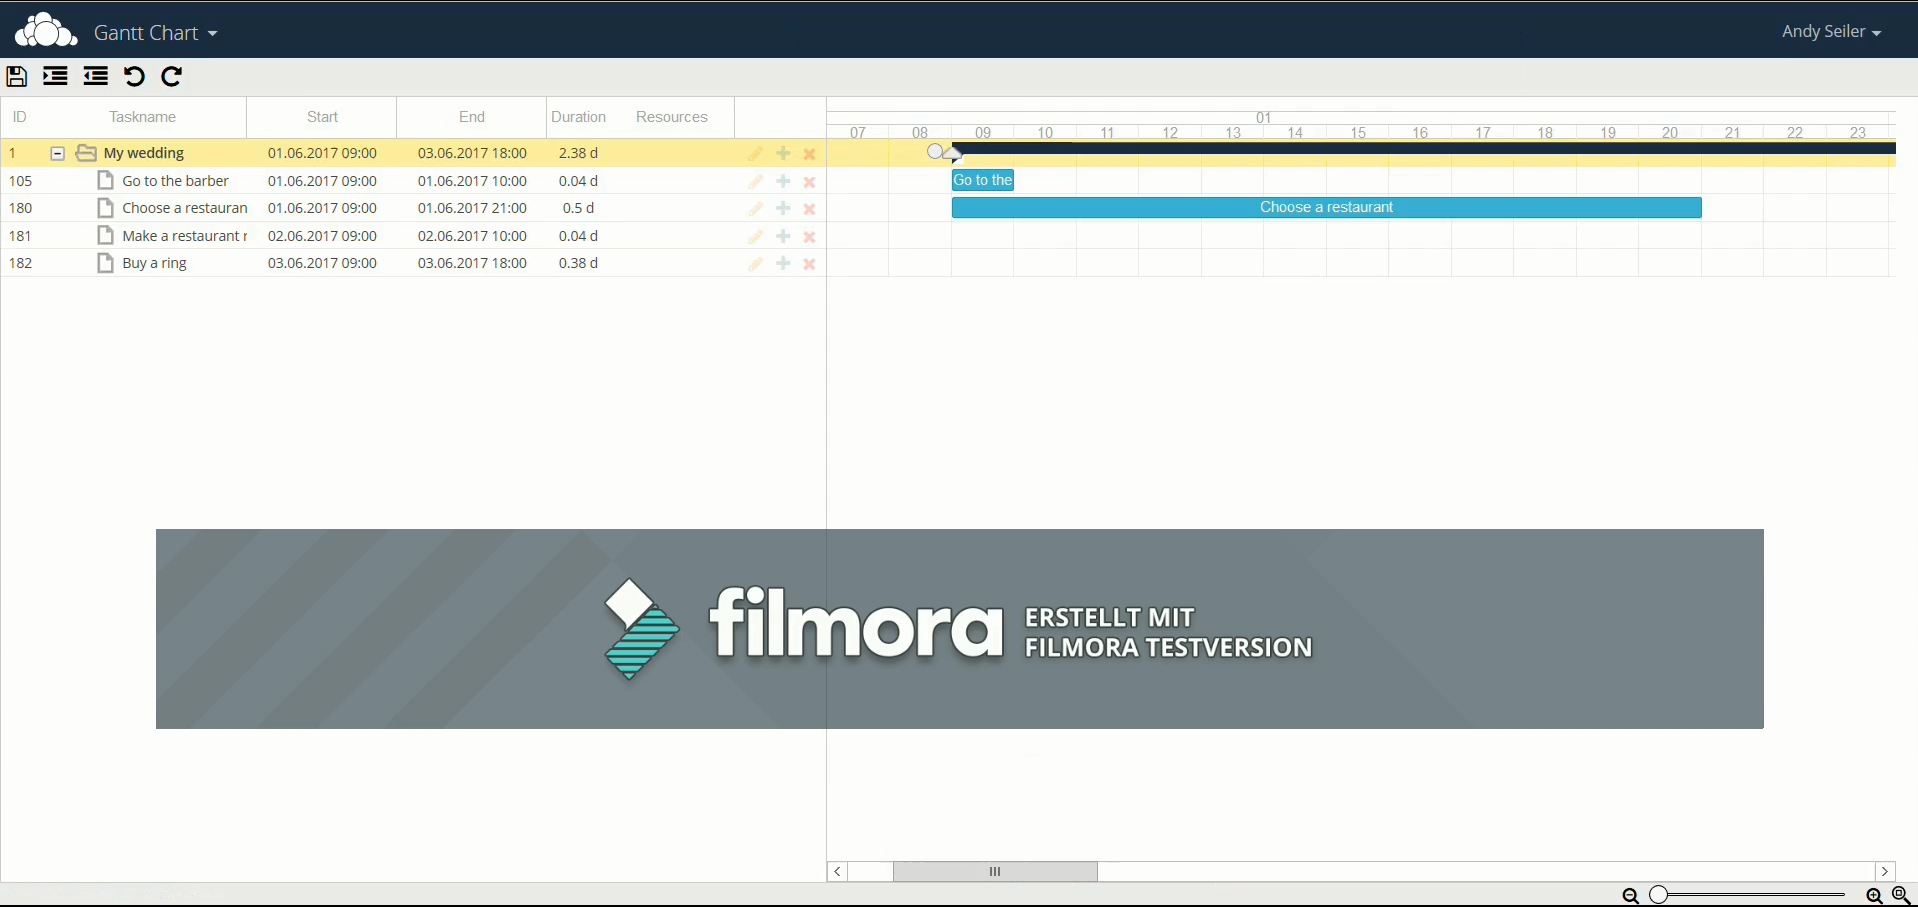 Gantt Chart
Andy Seiler
ID Taskname Start End Duration Resources
01
07 08 09 10 11 12 13 14 15 16 17 18 19 20 21 22 23
1 My wedding 01.06.2017 09:00 03.06.2017 18:00 2.38 d
105 Go to the barber 01.06.2017 09:00 01.06.2017 10:00 0.04 d Go to the
180 Choose a restauran 01.06.2017 09:00 01.06.2017 21:00 0.5 d Choose a restaurant
181 Make a restaurant r 02.06.2017 09:00 02.06.2017 10:00 0.04 d
182 Buy a ring 03.06.2017 09:00 03.06.2017 18:00 0.38 d
filmora
ERSTELLT MIT
FILMORA TESTVERSION